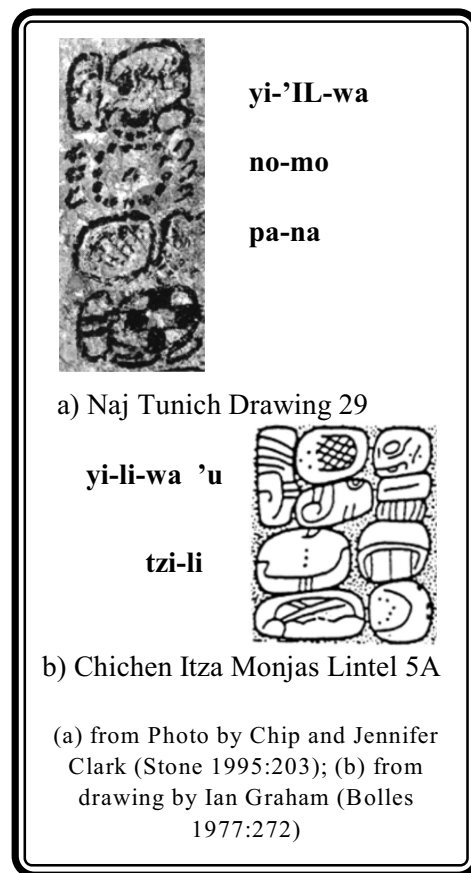 yi-’IL-wa
no-mo
pa-na
a) Naj Tunich Drawing 29
yi-li-wa ’u
tzi-li
b) Chichen Itza Monjas Lintel 5A
(a) from Photo by Chip and Jennifer
Clark (Stone 1995:203); (b) from
drawing by Ian Graham (Bolles
1977:272)